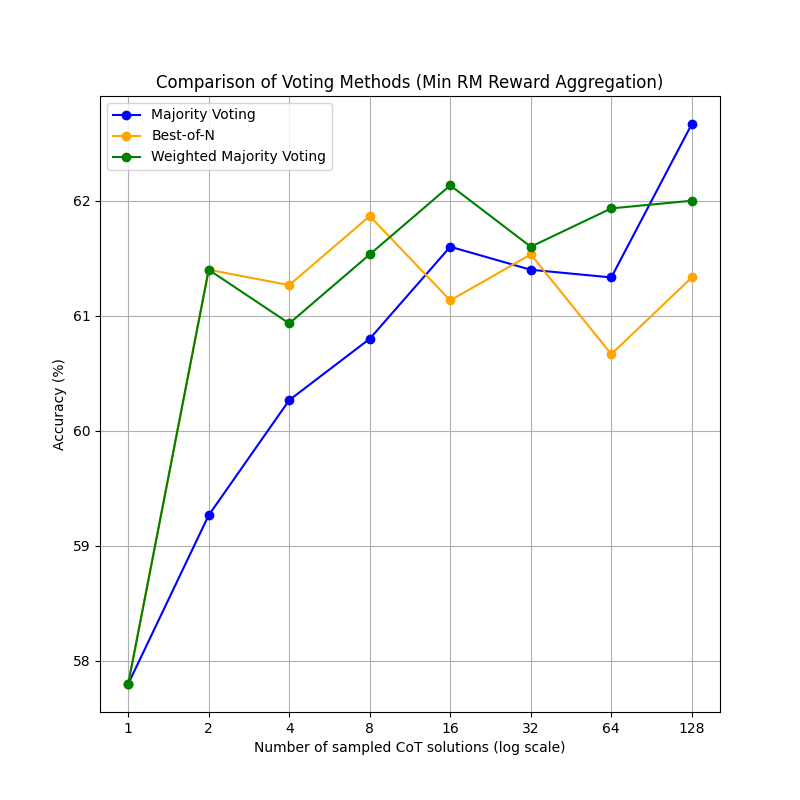 Comparison of Voting Methods (Min RM Reward Aggregation)
Majority Voting
Best-of-N
Weighted Majority Voting
Accuracy (%)
62
61
60
59
58
1 2 4 8 16 32 64 128
Number of sampled CoT solutions (log scale)